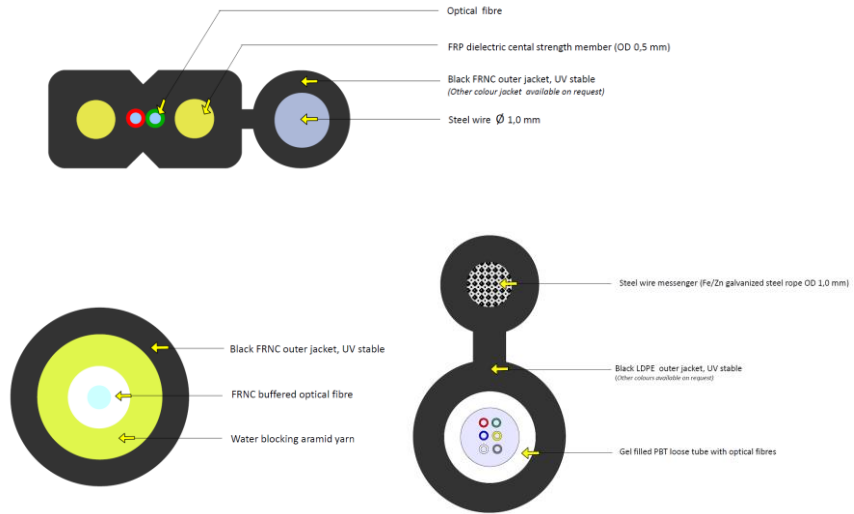 Optical fibre
FRP dielectric cental strength member (OD 0,5 mm)
Black FRNC outer jacket, UV stable
(Other colour jacket available on request)
Steel wire Ø 1,0 mm
Steel wire messenger (Fe/Zn galvanized steel rope OD 1,0 mm)
Black FRNC outer jacket, UV stable
FRNC buffered optical fibre
Water blocking aramid yarn
Black LDPE outer jacket, UV stable
(Other colours available on request)
Gel filled PBT loose tube with optical fibres